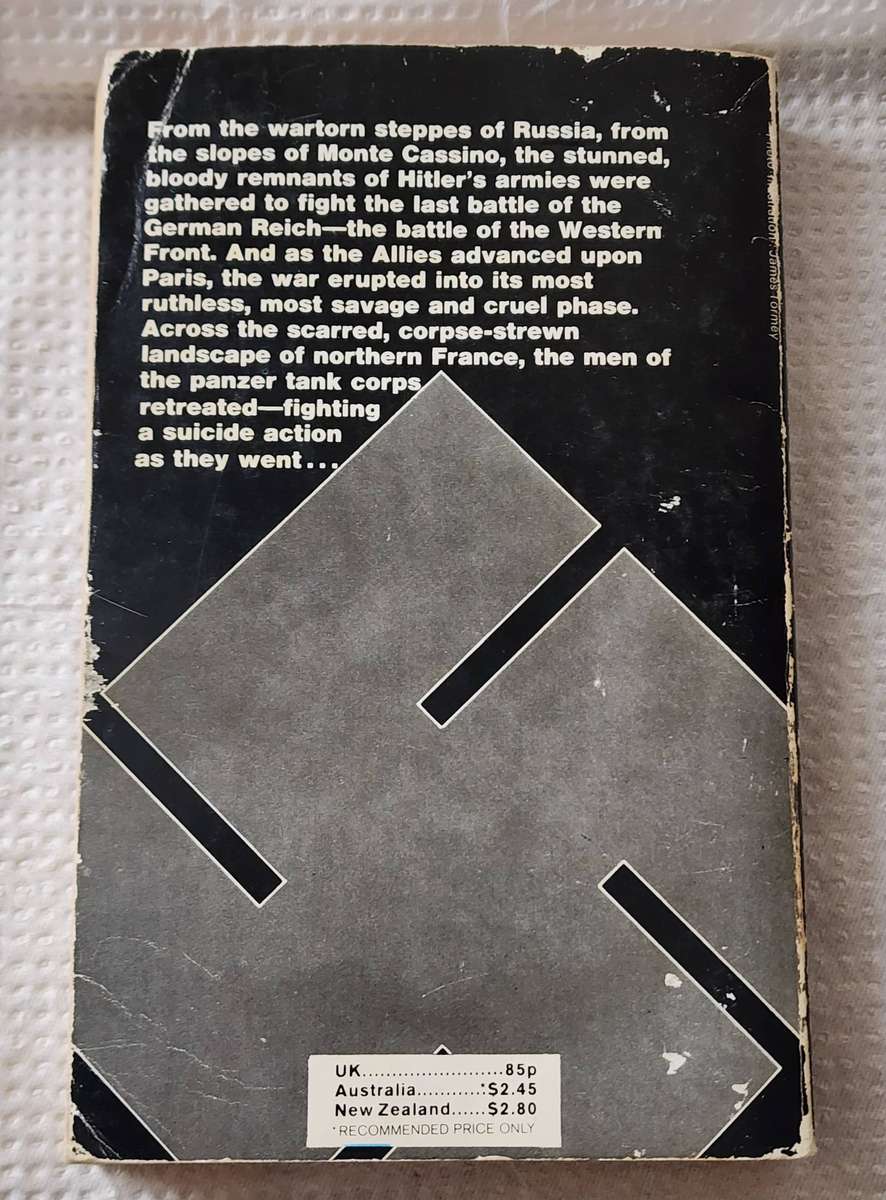 From the wartorn steppes of Russia, from
the slopes of Monte Cassino, the stunned,
bloody remnants of Hitler's armies were
gathered to fight the last battle of the
German Reich—the battle of the Western
Front. And as the Allies advanced upon
Paris, the war erupted into its most
ruthless, most savage and cruel phase.
Across the scarred, corpse-strewn
landscape of northern France, the men of
the panzer tank corps
retreated—fighting
a suicide action
as they went...
James Tormey
UK.........................85p
Australia...........*$2.45
New Zealand......$2.80
*RECOMMENDED PRICE ONLY